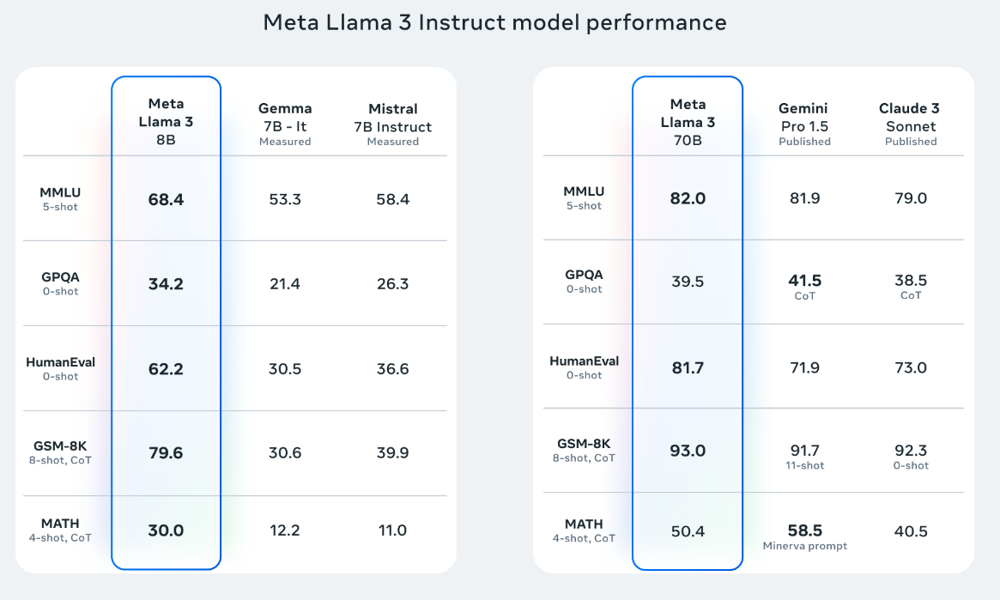 Meta Llama 3 Instruct model performance
Meta
Llama 3
8B
Gemma
7B - It
Measured
Mistral
7B Instruct
Measured
MMLU
5-shot
68.4
53.3
58.4
GPQA
0-shot
34.2
21.4
26.3
HumanEval
0-shot
62.2
30.5
36.6
GSM-8K
8-shot, CoT
79.6
30.6
39.9
MATH
4-shot, CoT
30.0
12.2
11.0
Meta
Llama 3
70B
Gemini
Pro 1.5
Published
Claude 3
Sonnet
Published
MMLU
5-shot
82.0
81.9
79.0
GPQA
0-shot
39.5
41.5
CoT
38.5
CoT
HumanEval
0-shot
81.7
71.9
73.0
GSM-8K
8-shot, CoT
93.0
91.7
11-shot
92.3
0-shot
MATH
4-shot, CoT
50.4
58.5
Minerva prompt
40.5